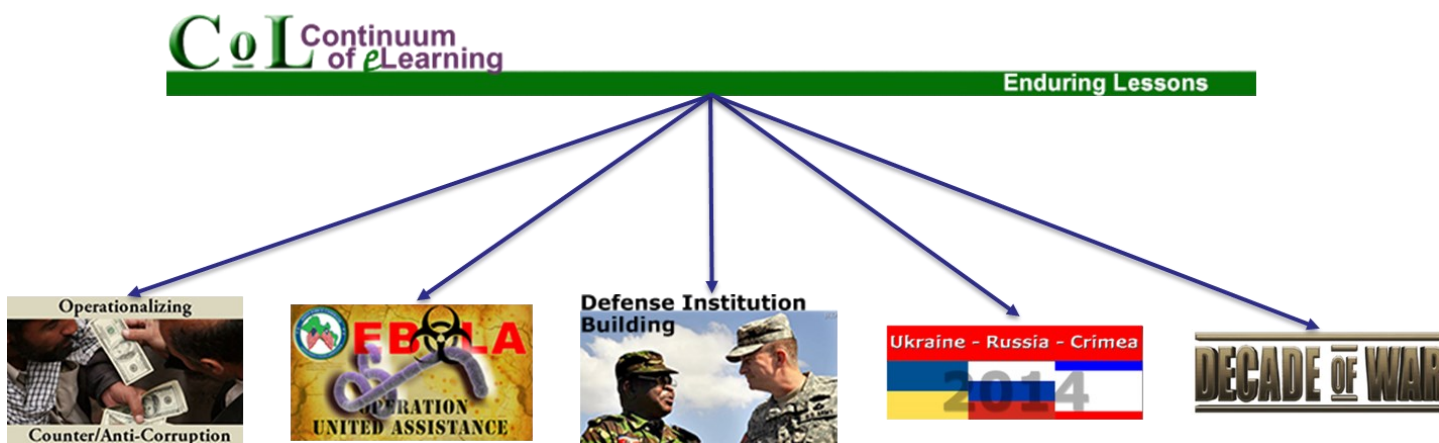 CoL Continuum
of eLearning
Enduring Lessons
Operationalizing
Counter/Anti-Corruption
EBOLA
OPERATION
UNITED ASSISTANCE
Defense Institution
Building
Ukraine - Russia - Crimea
2014
DECADE OF WAR